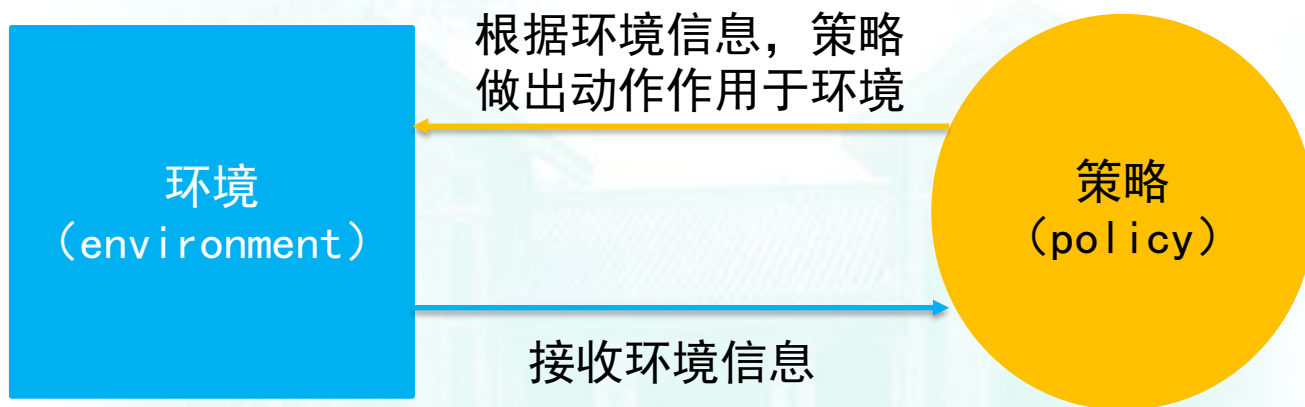 根据环境信息，策略
做出动作作用于环境
环境
（environment）
策略
（policy）
接收环境信息